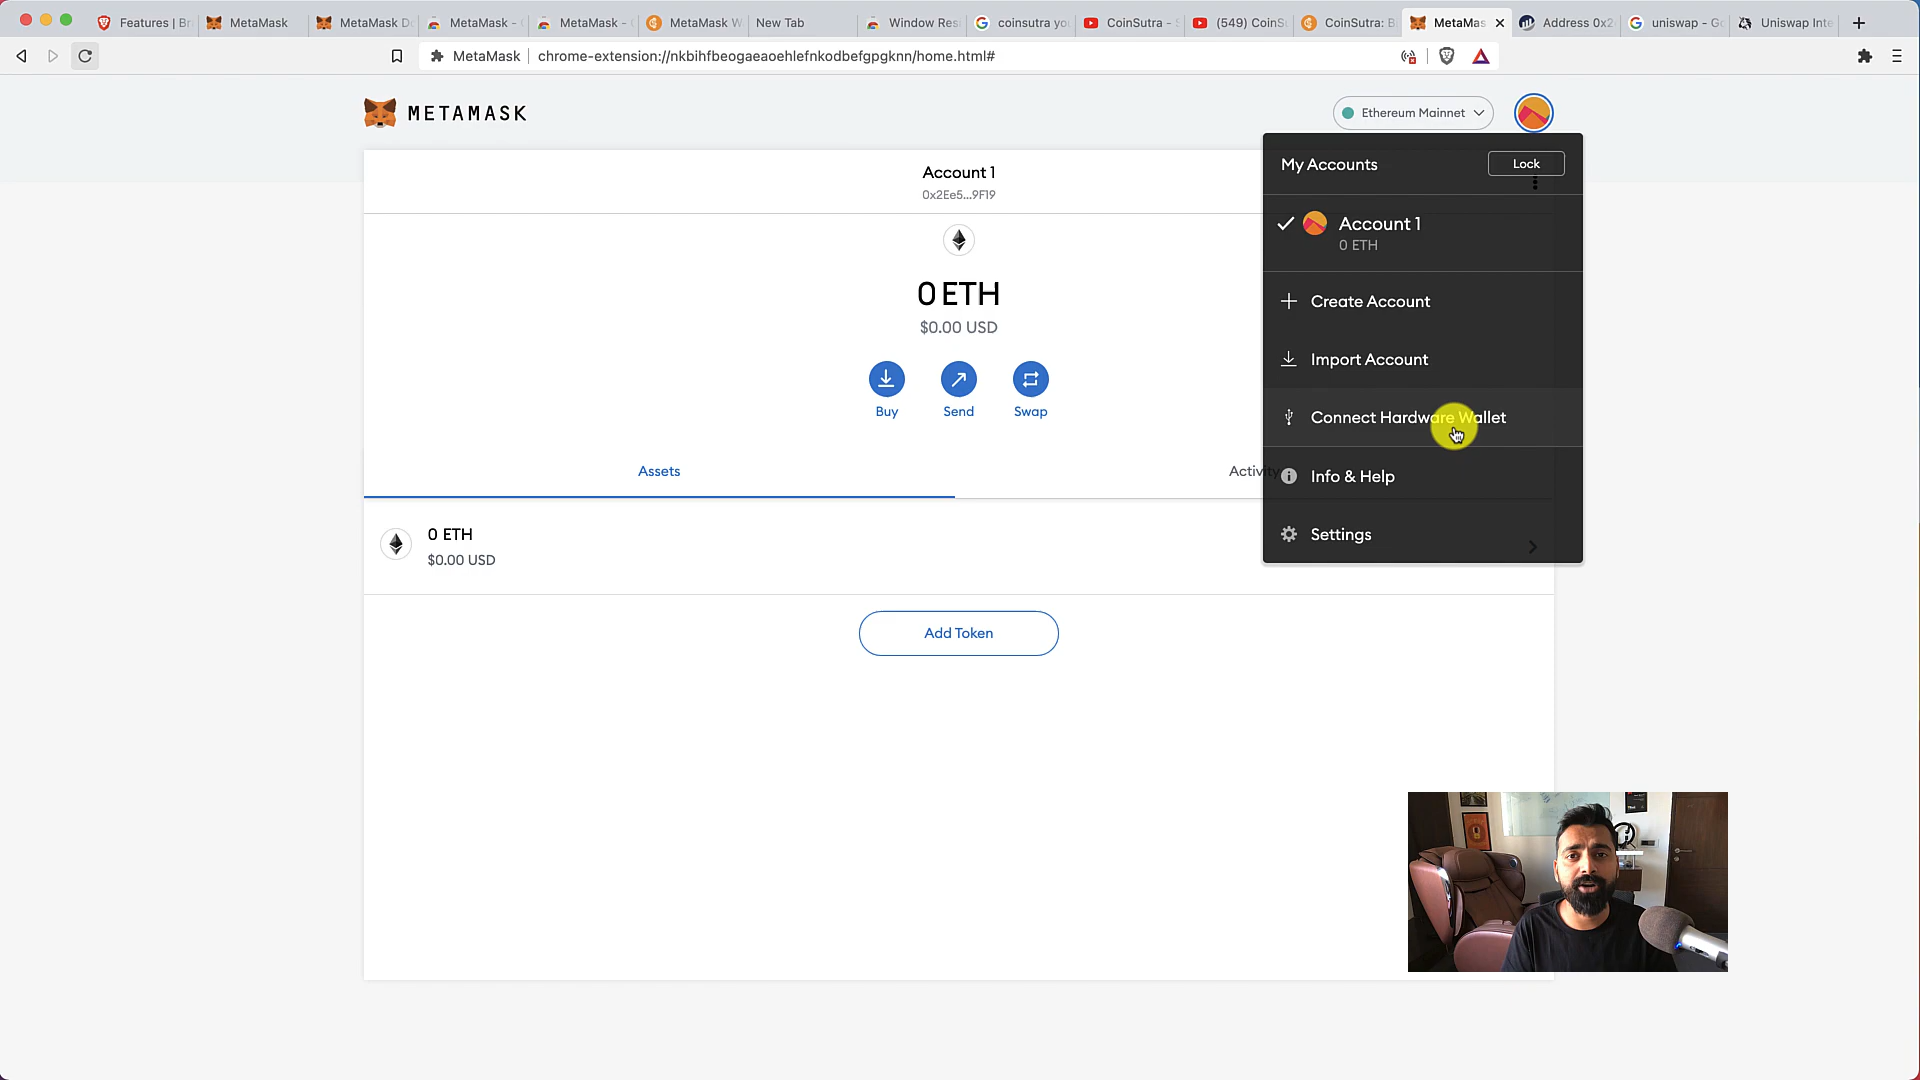 Features | Br
MetaMask
MetaMask D
MetaMask - 
MetaMask - 
MetaMask W
New Tab
Window Res
coinsutra yo
CoinSutra - 
(549) CoinS
CoinSutra: B
MetaMas
Address 0x2
uniswap - G
Uniswap Inte
MetaMask
chrome-extension://nkbihfbeogaeaoehlefnkodbefgpgknn/home.html#
METAMASK
Ethereum Mainnet
My Accounts
Lock
Account 1
0x2Ee5...9F19
Account 1
0 ETH
0 ETH
$0.00 USD
Create Account
Import Account
Buy
Send
Swap
Connect Hardware Wallet
Assets
Activity
Info & Help
0 ETH
$0.00 USD
Settings
Add Token